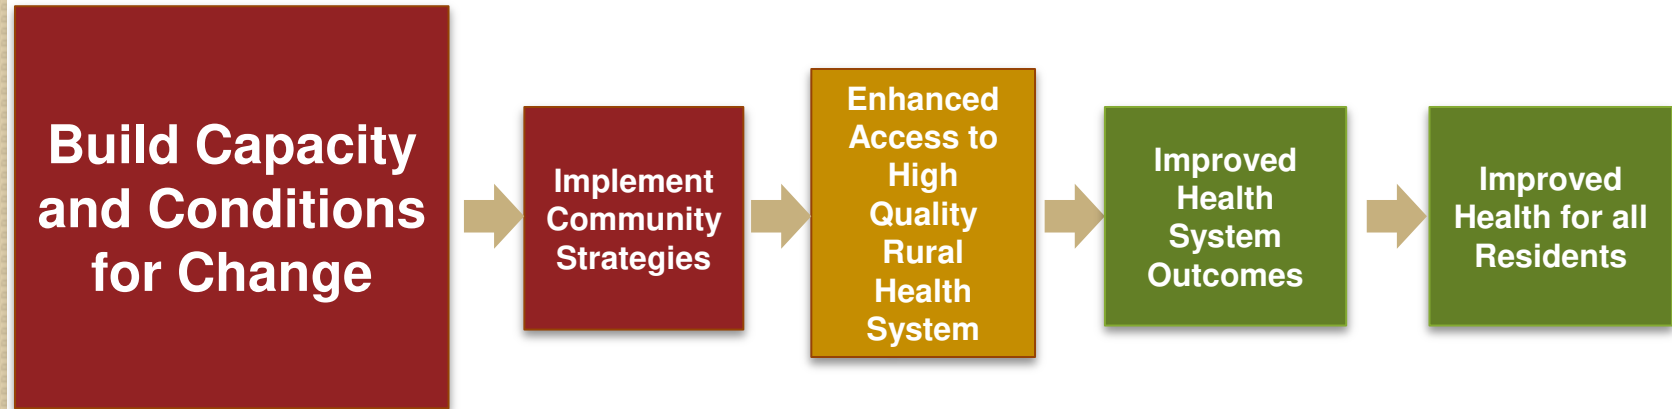 Build Capacity
and Conditions
for Change
Implement
Community
Strategies
Enhanced
Access to
High
Quality
Rural
Health
System
Improved
Health
System
Outcomes
Improved
Health for all
Residents